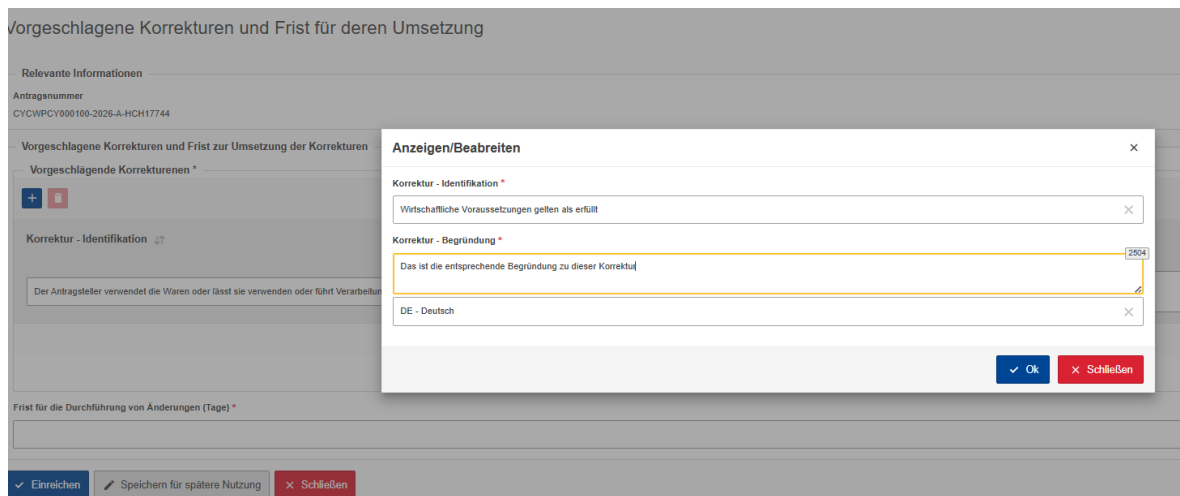 Vorgeschlagene Korrekturen und Frist für deren Umsetzung
Relevante Informationen
Antragsnummer
CYCWPCY000100-2026-A-HCH17744
Vorgeschlagene Korrekturen und Frist zur Umsetzung der Korrekturen
Vorgeschlägende Korrekturenen *
Korrektur - Identifikation
Der Antragsteller verwendet die Waren oder lässt sie verwenden oder führt Verarbeitun
Anzeigen/Beabreiten
Korrektur - Identifikation *
Wirtschaftliche Voraussetzungen gelten als erfüllt
Korrektur - Begründung *
2504
Das ist die entsprechende Begründung zu dieser Korrektur
DE - Deutsch
Ok
Schließen
Frist für die Durchführung von Änderungen (Tage) *
Einreichen
Speichern für spätere Nutzung
Schließen